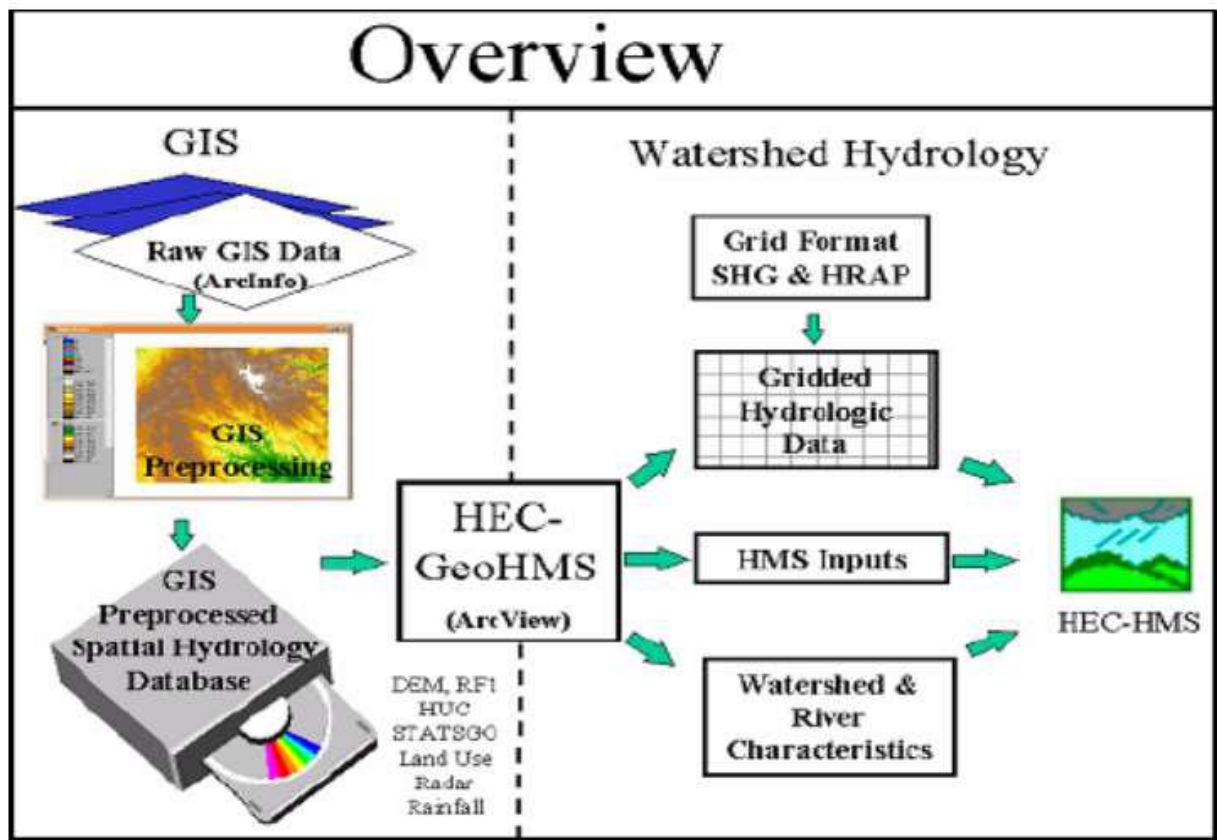 Overview
GIS
Raw GIS Data
(ArcInfo)
GIS
Preprocessing
GIS
Preprocessed
Spatial Hydrology
Database
DEM, RF1
HUC
STATSGO
Land Use
Radar
Rainfall
HEC-
GeoHMS
(ArcView)
Watershed Hydrology
Grid Format
SHG & HRAP
Gridded
Hydrologic
Data
HMS Inputs
Watershed &
River
Characteristics
HEC-HMS